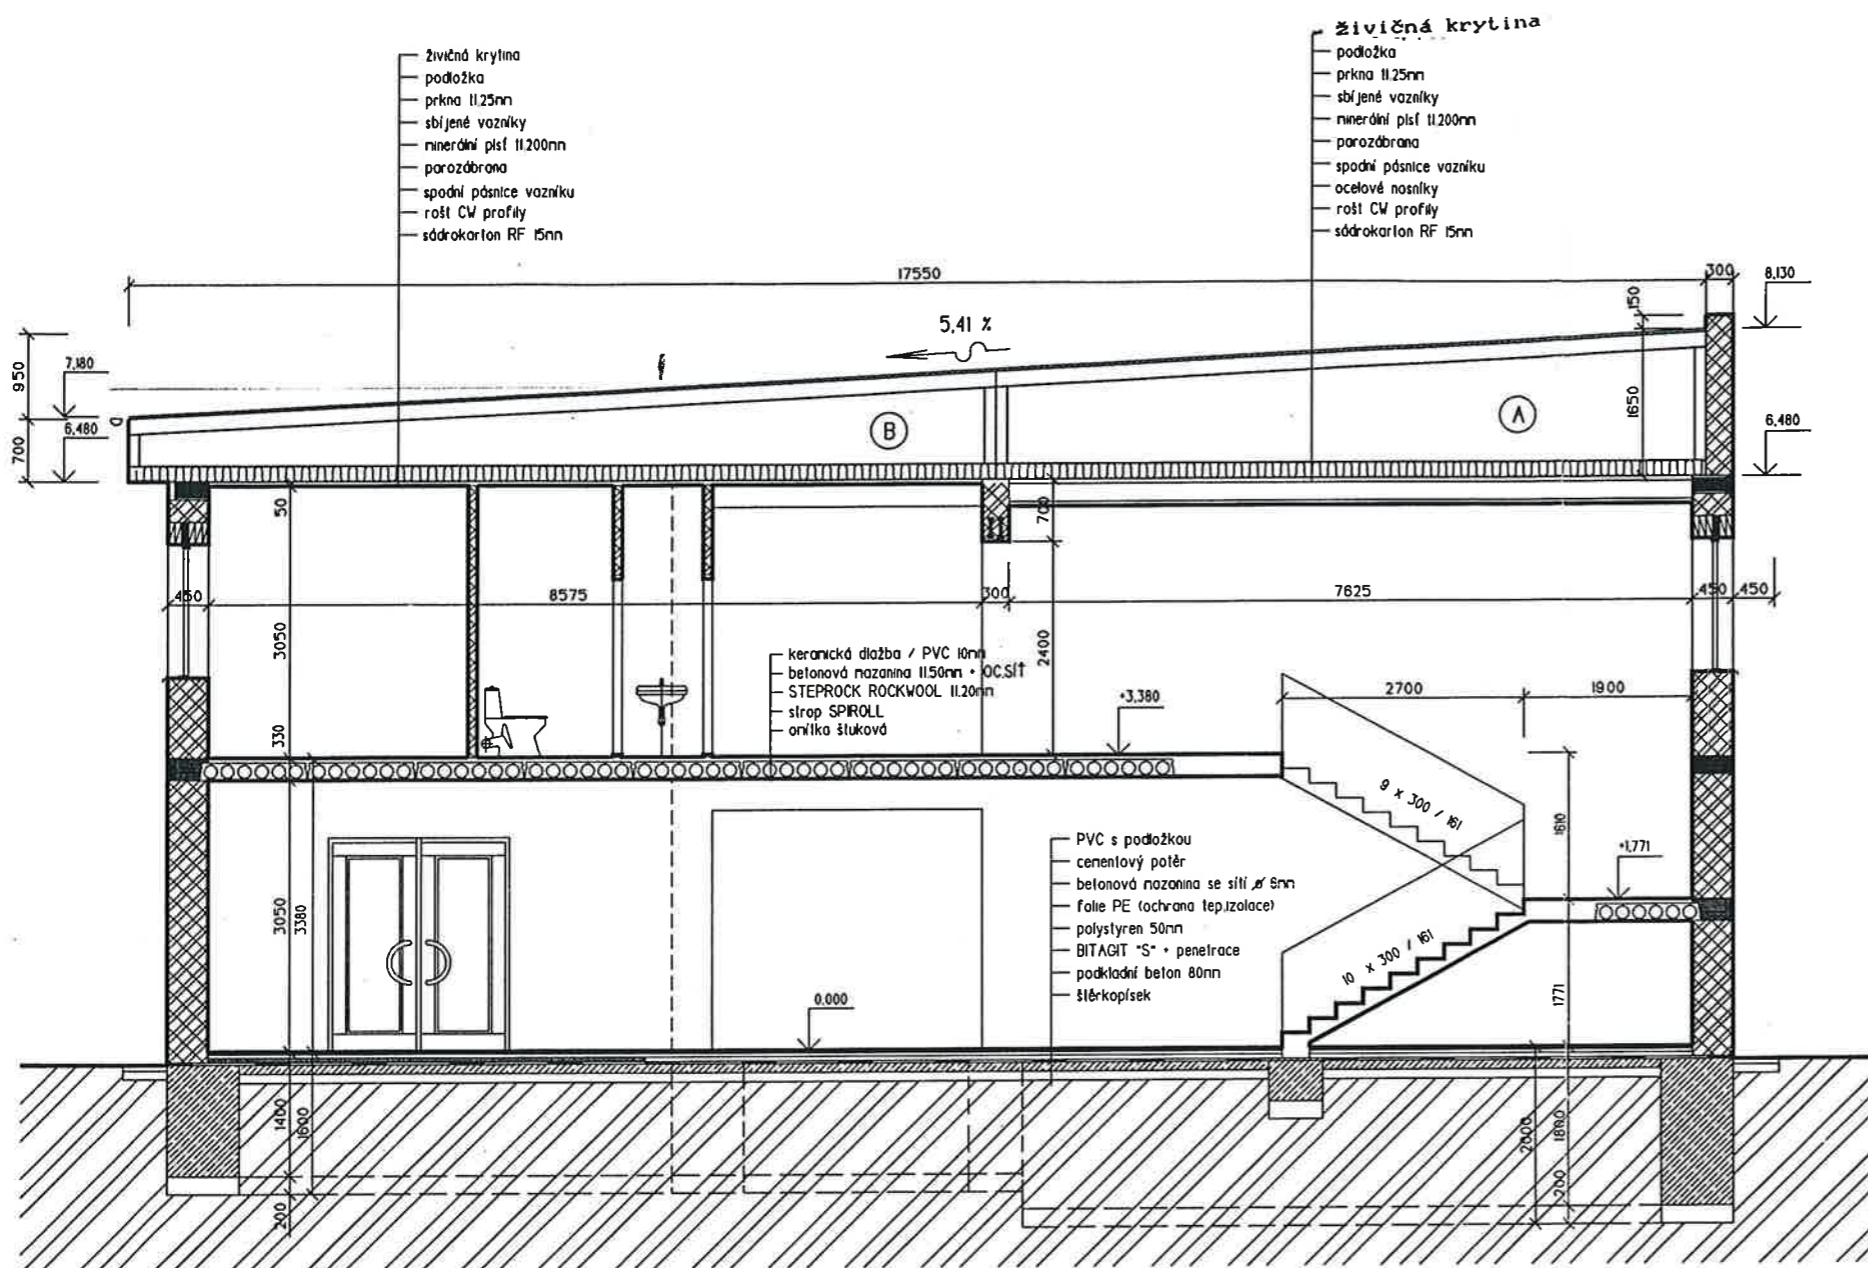 živičná krytina
podložka
prkna tl.25mm
sbíjené vazníky
minerální plsť tl.200mm
parozábrana
spodní pásnice vazníku
rošt CW profily
sádrokarton RF 15mm
živičná krytina
podložka
prkna tl.25mm
sbíjené vazníky
minerální plsť tl.200mm
parozábrana
spodní pásnice vazníku
ocelové nosníky
rošt CW profily
sádrokarton RF 15mm
17550
300
8,130
150
5,41 %
950
7,180
6,480
700
B
A
1650
6,480
50
700
450
8575
300
7625
450
450
3050
2400
keramická dlažba / PVC 10mm
betonová mazanina tl.50mm + OC.SÍŤ
STEPROCK ROCKWOOL tl.20mm
strop SPIROLL
omítka štuková
+3,380
2700
1900
330
9 x 300 / 161
1610
+1,771
PVC s podložkou
cementový potěr
betonová mazanina se sítí ø 6mm
folie PE (ochrana tep.izolace)
polystyren 50mm
BITAGIT "S" + penetrace
podkladní beton 80mm
štěrkopísek
3050
3380
10 x 300 / 161
0.000
1771
1400
1600
200
2000
1800
200